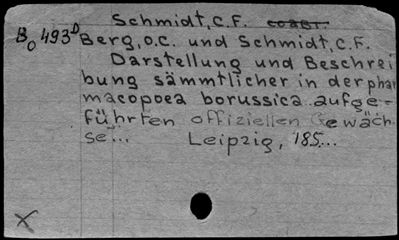 Schmidt, C.F.
Bo 493D Berg, O.C. und Schmidt, C.F.
Darstellung und Beschrei
bung sämmtlicher in der phar
macopoea borussica aufge-
führten offiziellen Gewäch
se... Leipzig, 185...
X